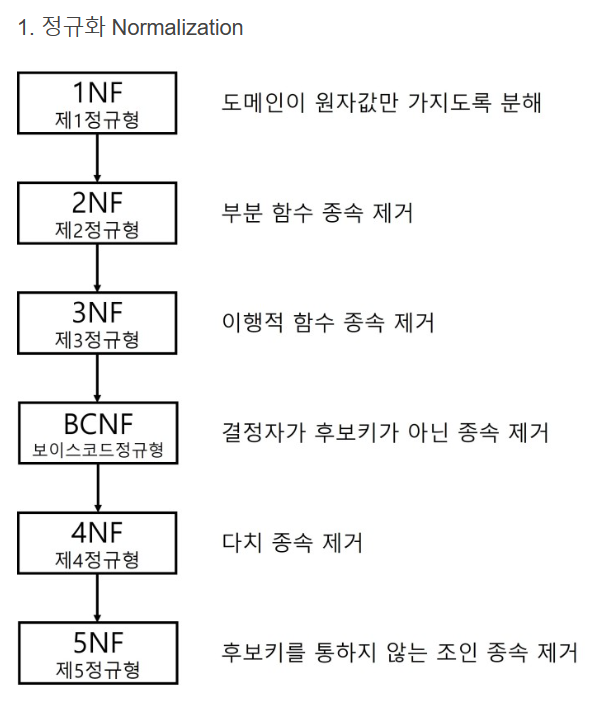 1. 정규화 Normalization
1NF
제1정규형
도메인이 원자값만 가지도록 분해
2NF
제2정규형
부분 함수 종속 제거
3NF
제3정규형
이행적 함수 종속 제거
BCNF
보이스코드정규형
결정자가 후보키가 아닌 종속 제거
4NF
제4정규형
다치 종속 제거
5NF
제5정규형
후보키를 통하지 않는 조인 종속 제거